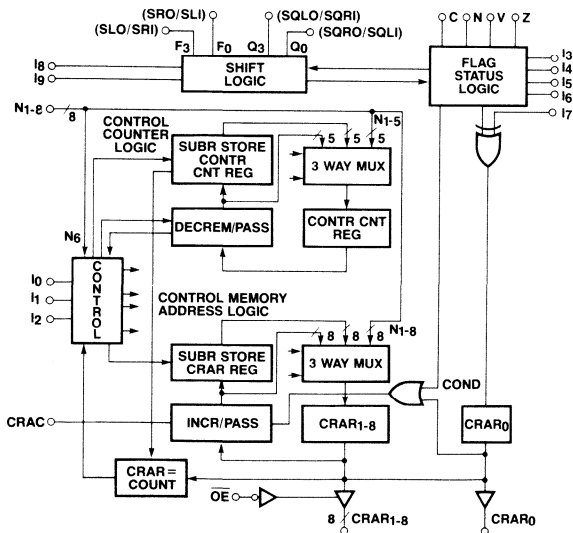 (SRO/SLI)
(SLO/SRI)
(SQLO/SQRI)
(SQRO/SQLI)
C N V Z
F3 F0 Q3 Q0
I8
I9
SHIFT
LOGIC
FLAG
STATUS
LOGIC
I3
I4
I5
I6
I7
N1-8
8
CONTROL
COUNTER
LOGIC
N1-5
5 5 5
SUBR STORE
CONTR
CNT REG
3 WAY MUX
DECREM/PASS
CONTR CNT
REG
N6
I0
I1
I2
CONTROL
CONTROL MEMORY
ADDRESS LOGIC
8 8 8
N1-8
SUBR STORE
CRAR REG
3 WAY MUX
COND
CRAC
INCR/PASS
CRAR1-8
CRAR0
CRAR=
COUNT
OE
8
CRAR1-8
CRAR0